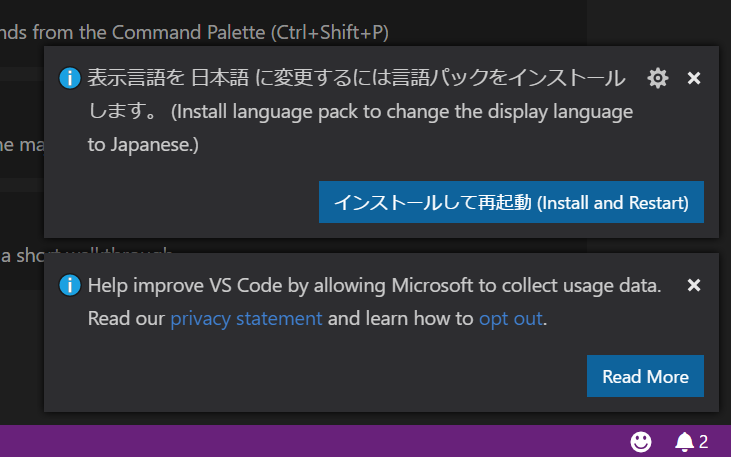 nds from the Command Palette (Ctrl+Shift+P)
表示言語を 日本語 に変更するには言語パックをインストール
します。 (Install language pack to change the display language
to Japanese.)
インストールして再起動 (Install and Restart)
Help improve VS Code by allowing Microsoft to collect usage data.
Read our privacy statement and learn how to opt out.
Read More
2